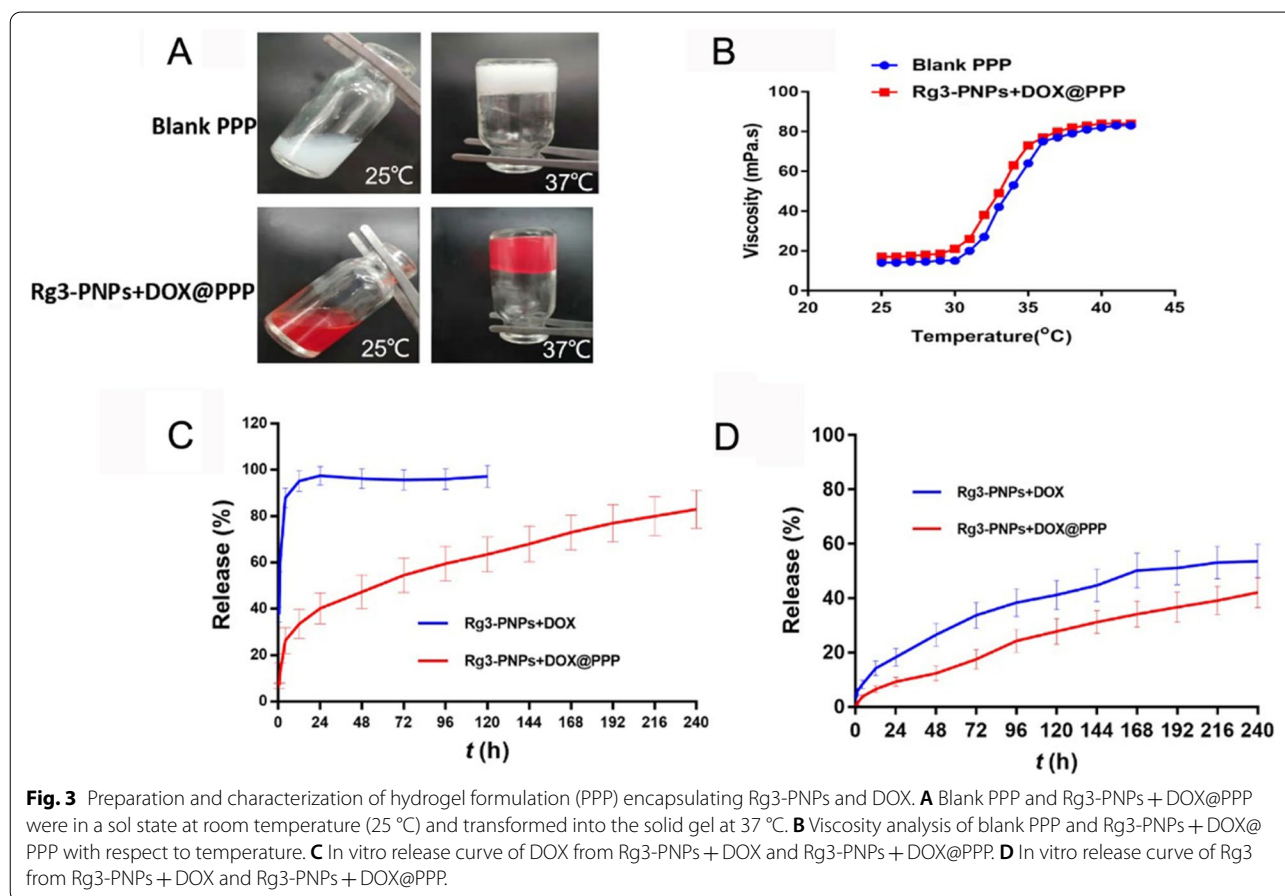 A
Blank PPP
25℃
37℃
Rg3-PNPs+DOX@PPP
25℃
37℃
B
Blank PPP
Rg3-PNPs+DOX@PPP
Viscosity (mPa.s)
100
80
60
40
20
0
20
25
30
35
40
45
Temperature(°C)
C
Release (%)
120
100
80
60
40
20
0
Rg3-PNPs+DOX
Rg3-PNPs+DOX@PPP
0 24 48 72 96 120 144 168 192 216 240
t (h)
D
Release (%)
100
80
60
40
20
0
Rg3-PNPs+DOX
Rg3-PNPs+DOX@PPP
0 24 48 72 96 120 144 168 192 216 240
t (h)
Fig. 3 Preparation and characterization of hydrogel formulation (PPP) encapsulating Rg3-PNPs and DOX. A Blank PPP and Rg3-PNPs + DOX@PPP
were in a sol state at room temperature (25 °C) and transformed into the solid gel at 37 °C. B Viscosity analysis of blank PPP and Rg3-PNPs + DOX@
PPP with respect to temperature. C In vitro release curve of DOX from Rg3-PNPs + DOX and Rg3-PNPs + DOX@PPP. D In vitro release curve of Rg3
from Rg3-PNPs + DOX and Rg3-PNPs + DOX@PPP.